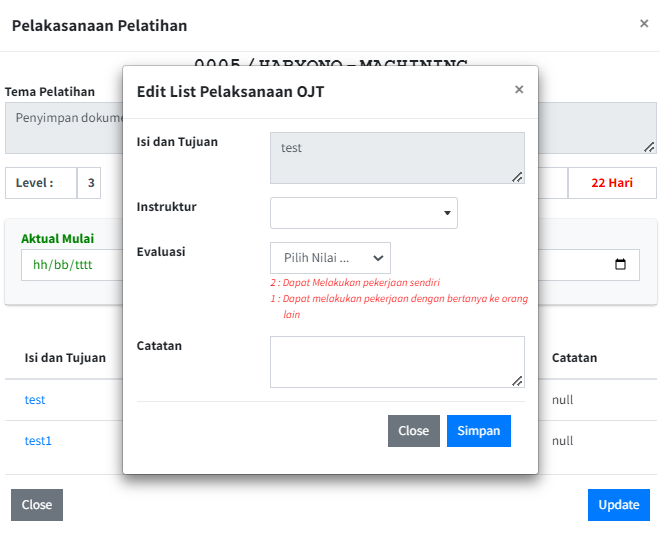 Pelakasanaan Pelatihan
×
0005 / HARYONO - MACHINING
Tema Pelatihan
Penyimpan dokume
Level :
3
22 Hari
Aktual Mulai
hh/bb/tttt
Isi dan Tujuan
Catatan
test
null
test1
null
Close
Update
Edit List Pelaksanaan OJT
×
Isi dan Tujuan
test
Instruktur
Evaluasi
Pilih Nilai ...
2 : Dapat Melakukan pekerjaan sendiri
1 : Dapat melakukan pekerjaan dengan bertanya ke orang
lain
Catatan
Close
Simpan